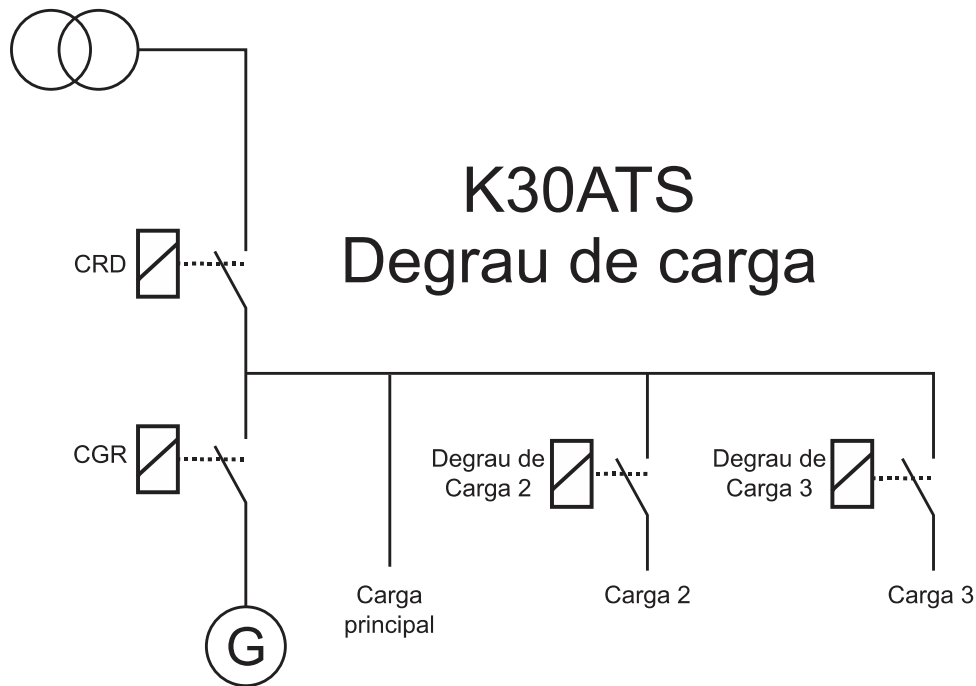 K30ATS
Degrau de carga
CRD
CGR
Degrau de
Carga 2
Degrau de
Carga 3
Carga
principal
Carga 2
Carga 3
G